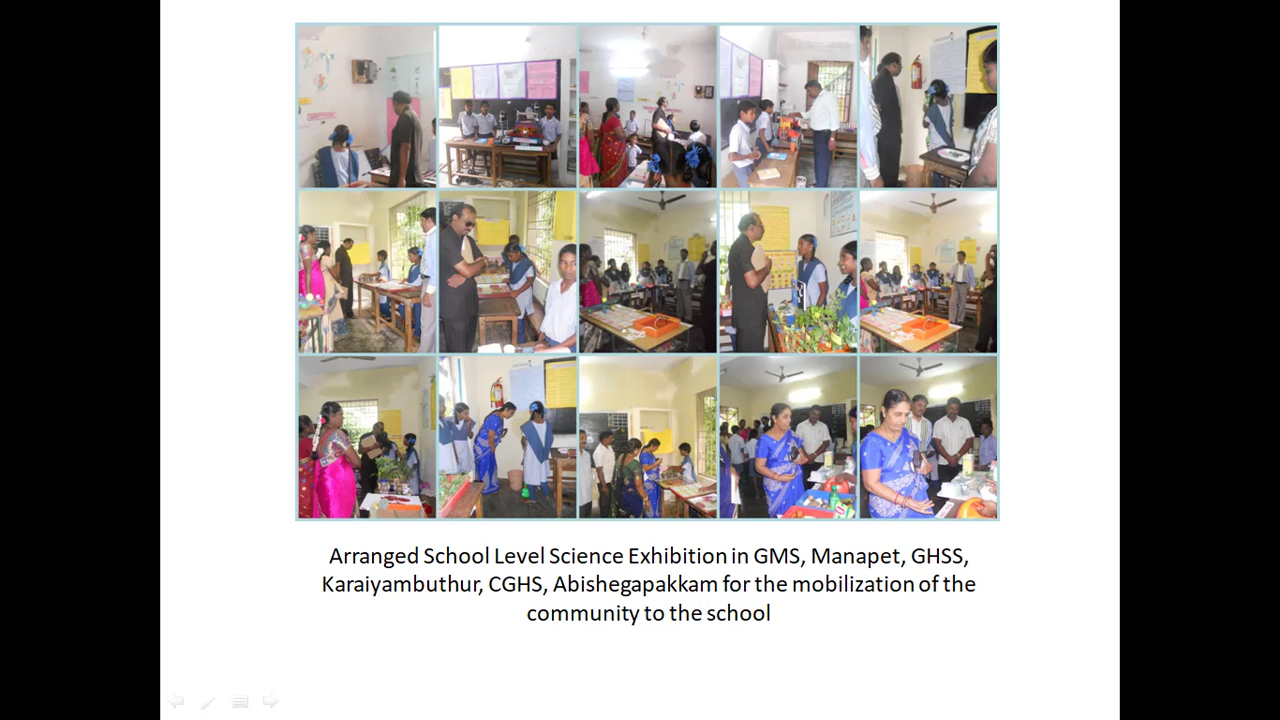 Arranged School Level Science Exhibition in GMS, Manapet, GHSS,
Karaiyambuthur, CGHS, Abishegapakkam for the mobilization of the
community to the school